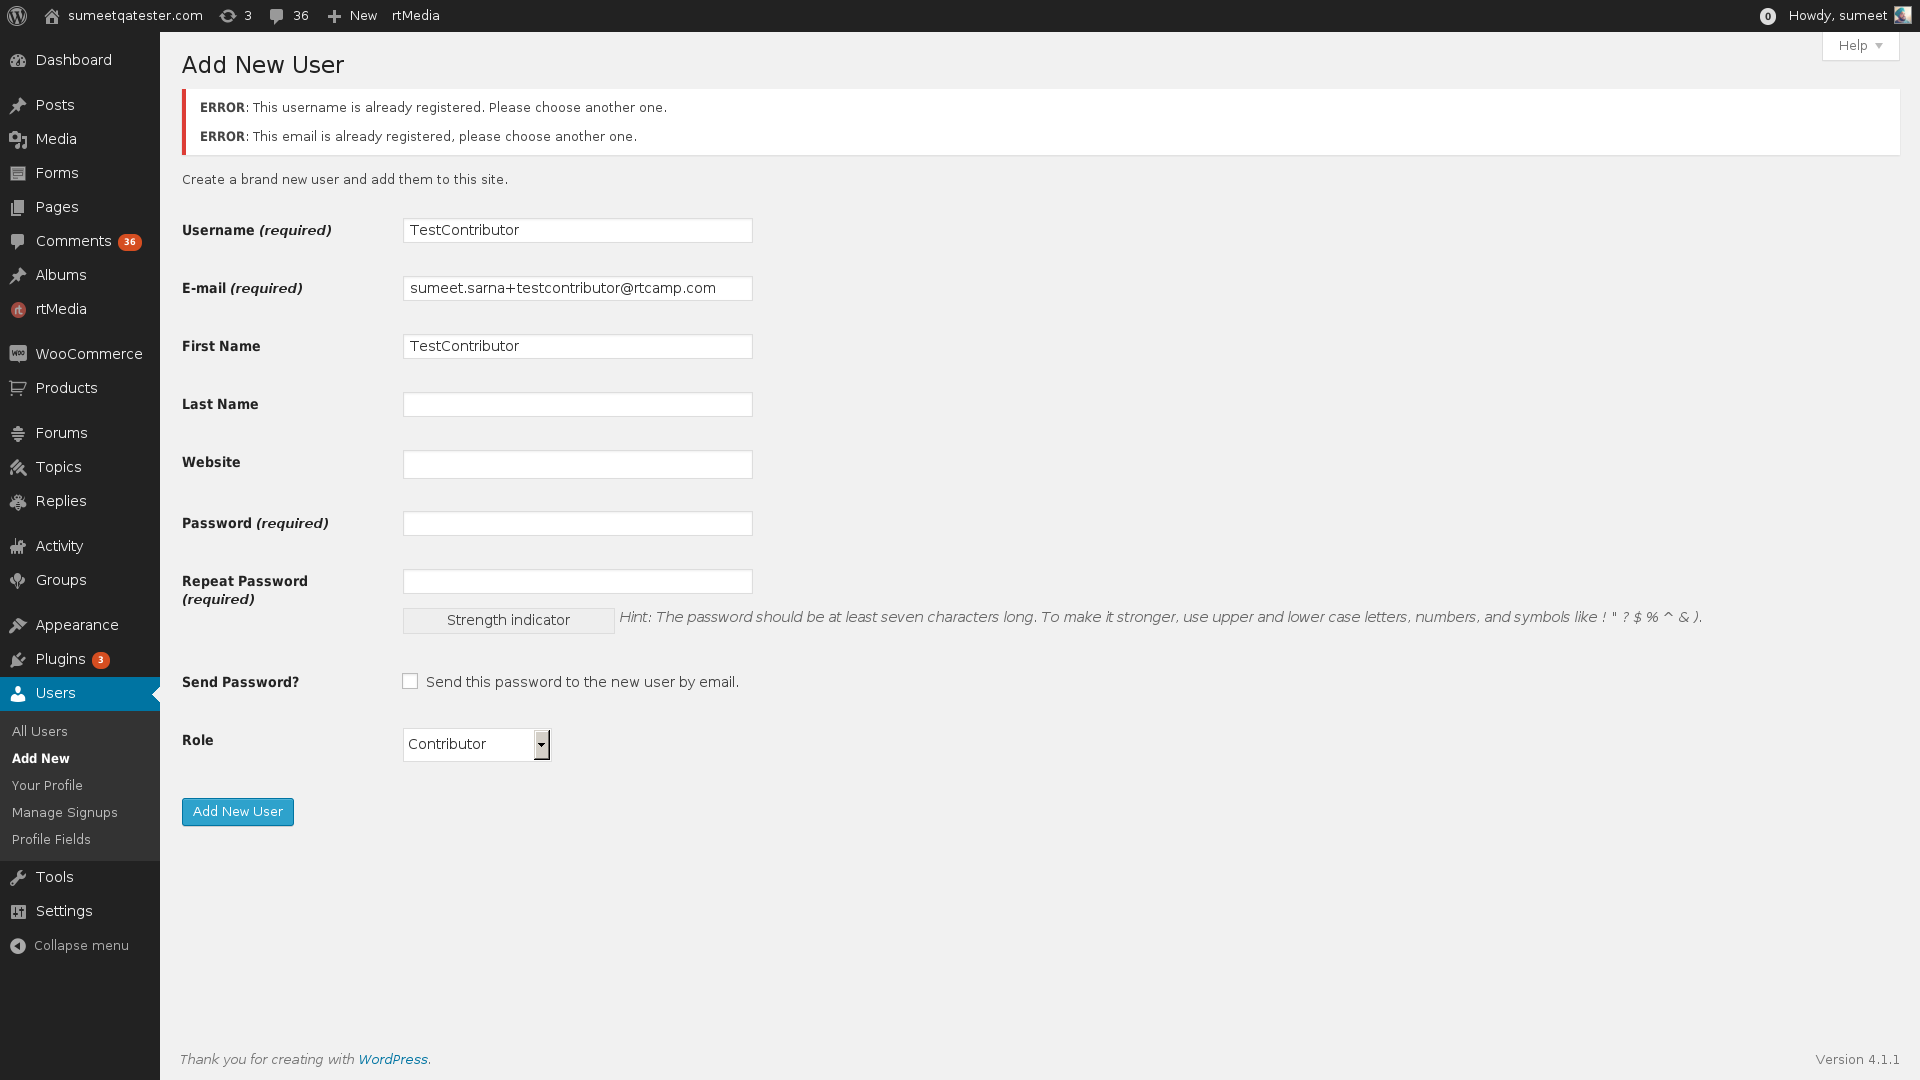 sumeetqatester.com 3 36 New rtMedia 0 Howdy, sumeet
Help
Dashboard
Posts
Media
Forms
Pages
Comments 36
Albums
rtMedia
WooCommerce
Products
Forums
Topics
Replies
Activity
Groups
Appearance
Plugins 3
Users
All Users
Add New
Your Profile
Manage Signups
Profile Fields
Tools
Settings
Collapse menu
Add New User
ERROR: This username is already registered. Please choose another one.
ERROR: This email is already registered, please choose another one.
Create a brand new user and add them to this site.
Username (required) TestContributor
E-mail (required) sumeet.sarna+testcontributor@rtcamp.com
First Name TestContributor
Last Name
Website
Password (required)
Repeat Password
(required)
Strength indicator Hint: The password should be at least seven characters long. To make it stronger, use upper and lower case letters, numbers, and symbols like ! " ? $ % ^ & ).
Send Password? Send this password to the new user by email.
Role Contributor
Add New User
Thank you for creating with WordPress. Version 4.1.1